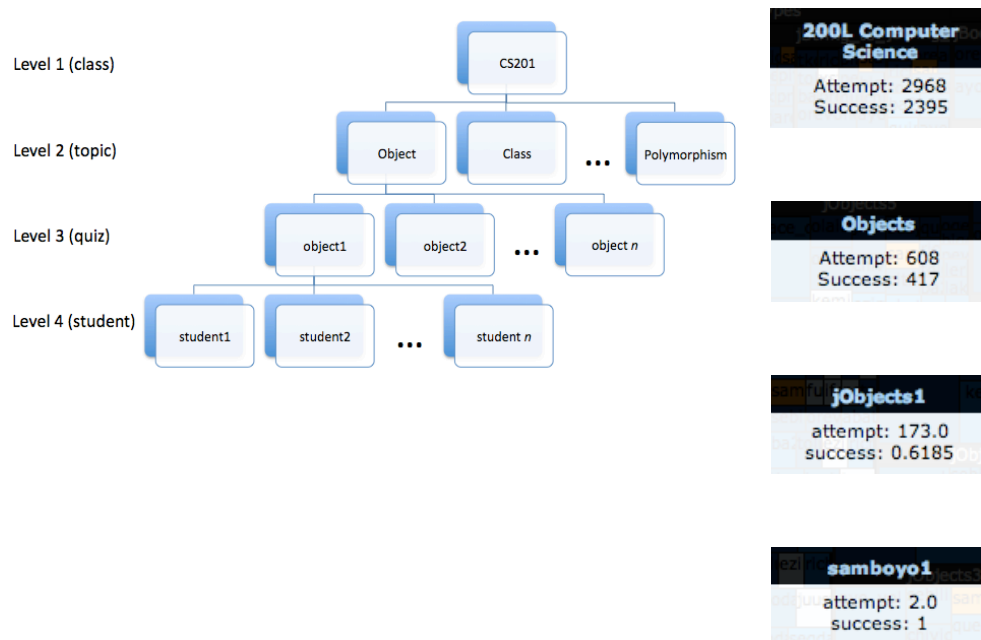 Level 1 (class)
CS201
Level 2 (topic)
Object
Class
...
Polymorphism
Level 3 (quiz)
object1
object2
...
object n
Level 4 (student)
student1
student2
...
student n
200L Computer
Science
Attempt: 2968
Success: 2395
Objects
Attempt: 608
Success: 417
jObjects1
attempt: 173.0
success: 0.6185
samboyo1
attempt: 2.0
success: 1